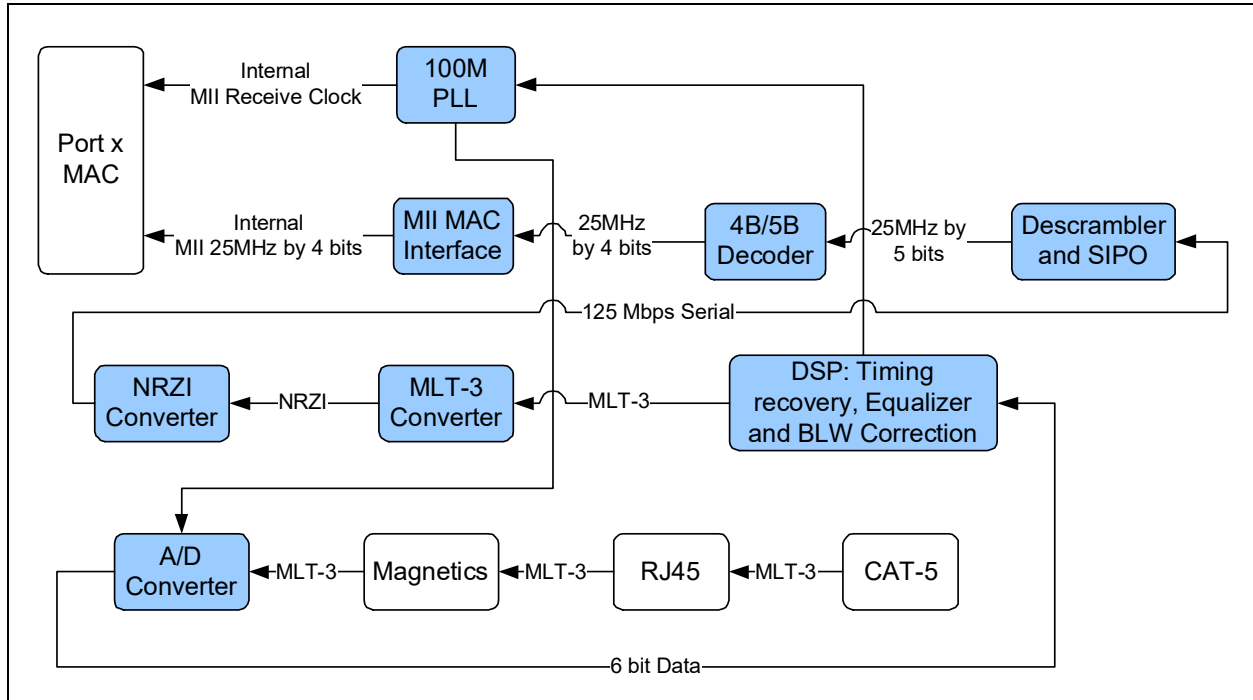 Internal
MII Receive Clock
100M
PLL
Port x
MAC
Internal
MII 25MHz by 4 bits
MII MAC
Interface
25MHz
by 4 bits
4B/5B
Decoder
25MHz by
5 bits
Descrambler
and SIPO
125 Mbps Serial
NRZI
Converter
NRZI
MLT-3
Converter
MLT-3
DSP: Timing
recovery, Equalizer
and BLW Correction
A/D
Converter
MLT-3
Magnetics
MLT-3
RJ45
MLT-3
CAT-5
6 bit Data